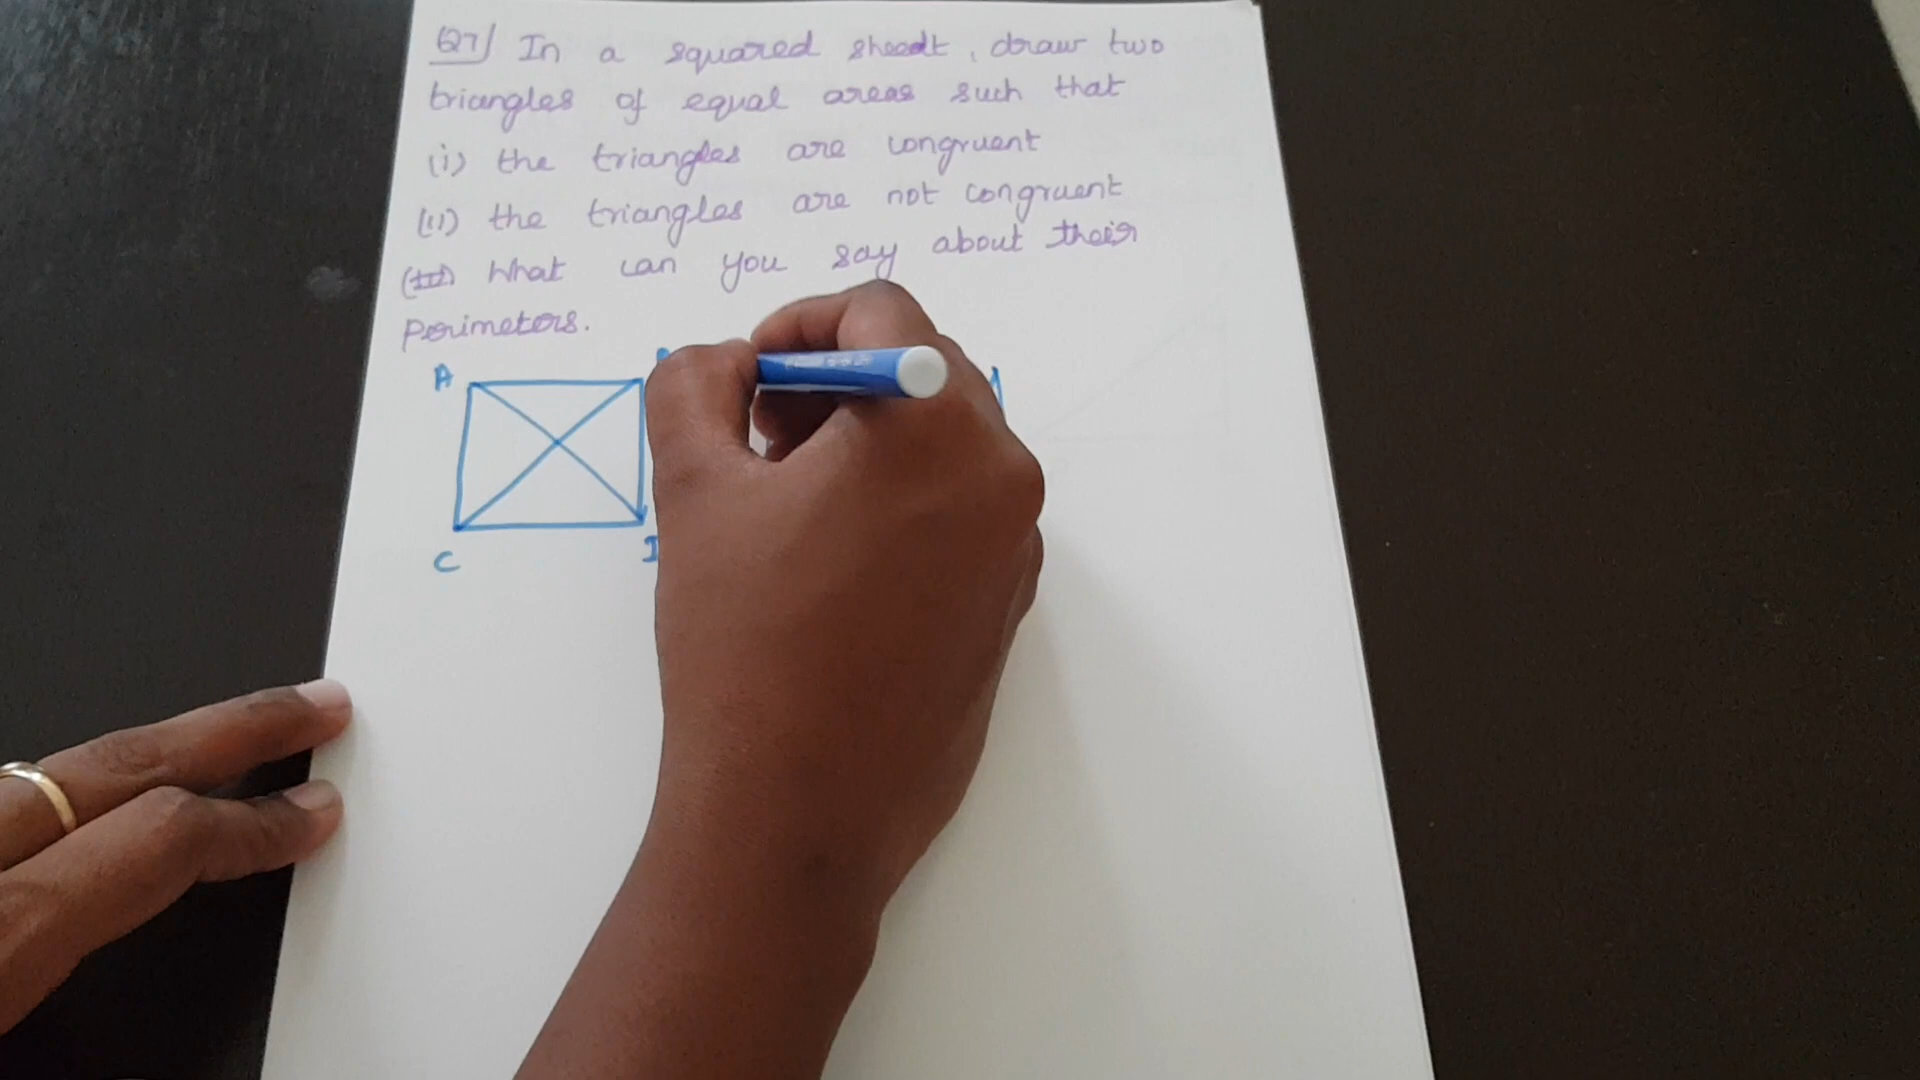 Q7) In a squared sheedt, draw two
triangles of equal areas such that
(i) the triangles are congruent
(ii) the triangles are not congruent
(iii) What can you say about their
perimeters.
A
C